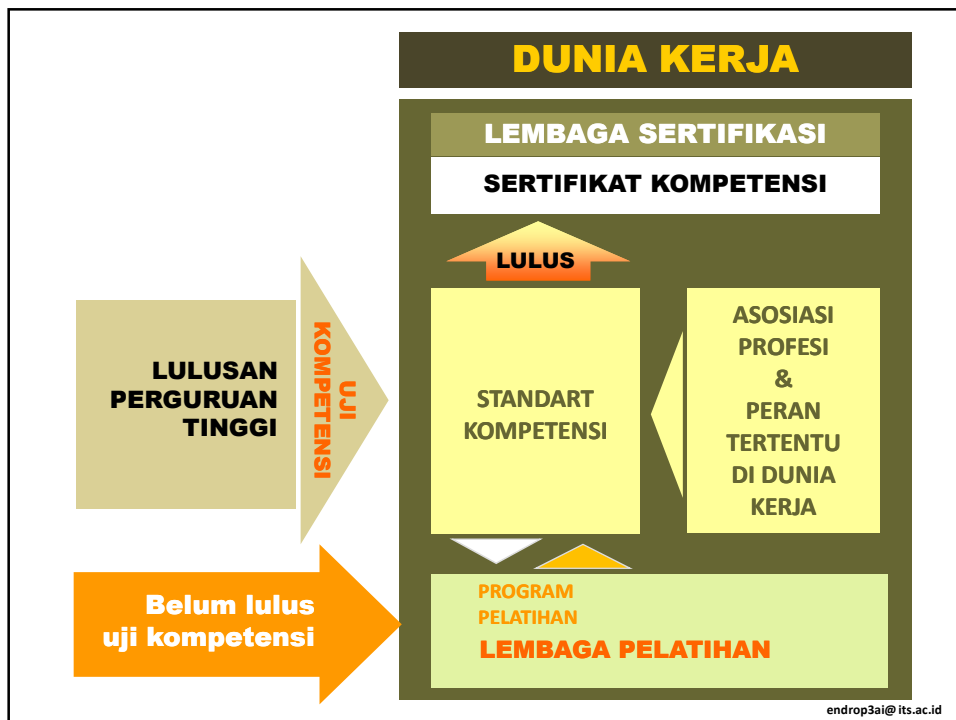 DUNIA KERJA
LEMBAGA SERTIFIKASI
SERTIFIKAT KOMPETENSI
LULUS
LULUSAN
PERGURUAN
TINGGI
UJI
KOMPETENSI
STANDART
KOMPETENSI
ASOSIASI
PROFESI
&
PERAN
TERTENTU
DI DUNIA
KERJA
Belum lulus
uji kompetensi
PROGRAM
PELATIHAN
LEMBAGA PELATIHAN
endrop3ai@its.ac.id